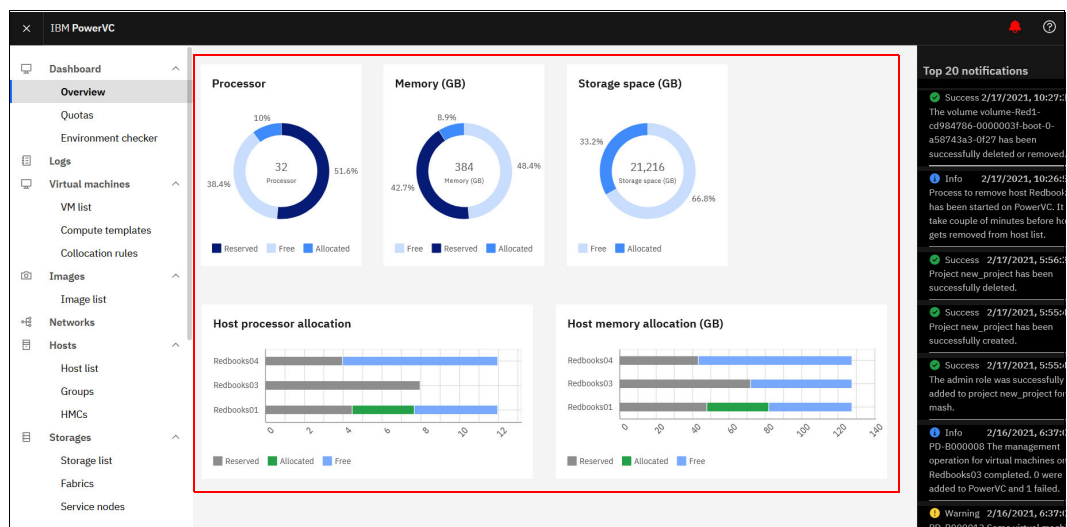 IBM PowerVC
Dashboard
Overview
Quotas
Environment checker
Logs
Virtual machines
VM list
Compute templates
Collocation rules
Images
Image list
Networks
Hosts
Host list
Groups
HMCs
Storages
Storage list
Fabrics
Service nodes
Processor
10%
32
Processor
51.6%
38.4%
Reserved Free Allocated
Memory (GB)
8.9%
384
Memory (GB)
48.4%
42.7%
Free Reserved Allocated
Storage space (GB)
33.2%
21,216
Storage space (GB)
66.8%
Free Allocated
Host processor allocation
Redbooks04
Redbooks03
Redbooks01
0 2 4 6 8 10 12
Reserved Allocated Free
Host memory allocation (GB)
Redbooks04
Redbooks03
Redbooks01
0 20 40 60 80 100 120 140
Reserved Allocated Free
Top 20 notifications
Success 2/17/2021, 10:27:
The volume volume-Red1-
cd984786-0000003f-boot-0-
a58743a3-0f27 has been
successfully deleted or removed.
Info 2/17/2021, 10:26:
Process to remove host Redbook
has been started on PowerVC. It
take couple of minutes before
gets removed from host list.
Success 2/17/2021, 5:56:
Project new_project has been
successfully deleted.
Success 2/17/2021, 5:55:
Project new_project has been
successfully created.
Success 2/17/2021, 5:55:
The admin role was successfully
added to project new_project for
mash.
Info 2/16/2021, 6:37:
PD-B000008 The management
operation for virtual machines on
Redbooks03 completed. 0 were
added to PowerVC and 1 failed.
Warning 2/16/2021, 6:37: